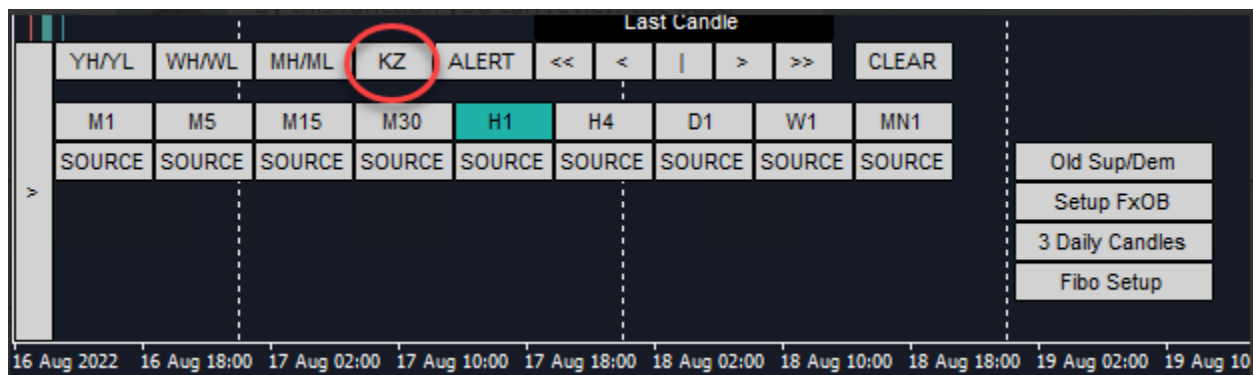 Last Candle
YH/YL WH/WL MH/ML KZ ALERT << < | > >> CLEAR
M1 M5 M15 M30 H1 H4 D1 W1 MN1
SOURCE SOURCE SOURCE SOURCE SOURCE SOURCE SOURCE SOURCE SOURCE
Old Sup/Dem
>
Setup FxOB
3 Daily Candles
Fibo Setup
16 Aug 2022 16 Aug 18:00 17 Aug 02:00 17 Aug 10:00 17 Aug 18:00 18 Aug 02:00 18 Aug 10:00 18 Aug 18:00 19 Aug 02:00 19 Aug 10